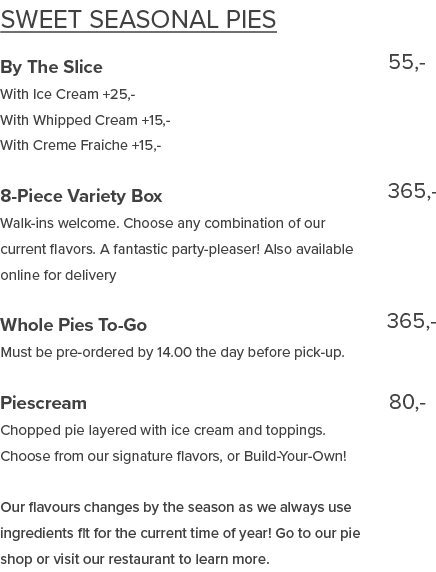 SWEET SEASONAL PIES
By The Slice 55,-
With Ice Cream +25,-
With Whipped Cream +15,-
With Creme Fraiche +15,-
8-Piece Variety Box 365,-
Walk-ins welcome. Choose any combination of our
current flavors. A fantastic party-pleaser! Also available
online for delivery
Whole Pies To-Go 365,-
Must be pre-ordered by 14.00 the day before pick-up.
Piescream 80,-
Chopped pie layered with ice cream and toppings.
Choose from our signature flavors, or Build-Your-Own!
Our flavours changes by the season as we always use
ingredients fit for the current time of year! Go to our pie
shop or visit our restaurant to learn more.